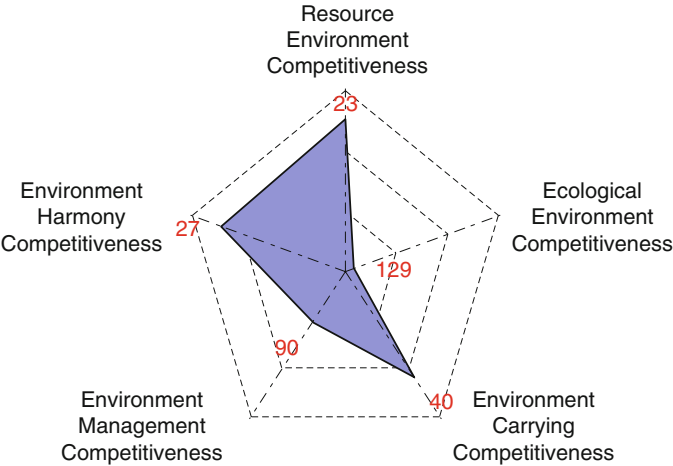 Resource
Environment
Competitiveness
23
Environment
Harmony
Competitiveness
27
Ecological
Environment
Competitiveness
129
90
40
Environment
Management
Competitiveness
Environment
Carrying
Competitiveness